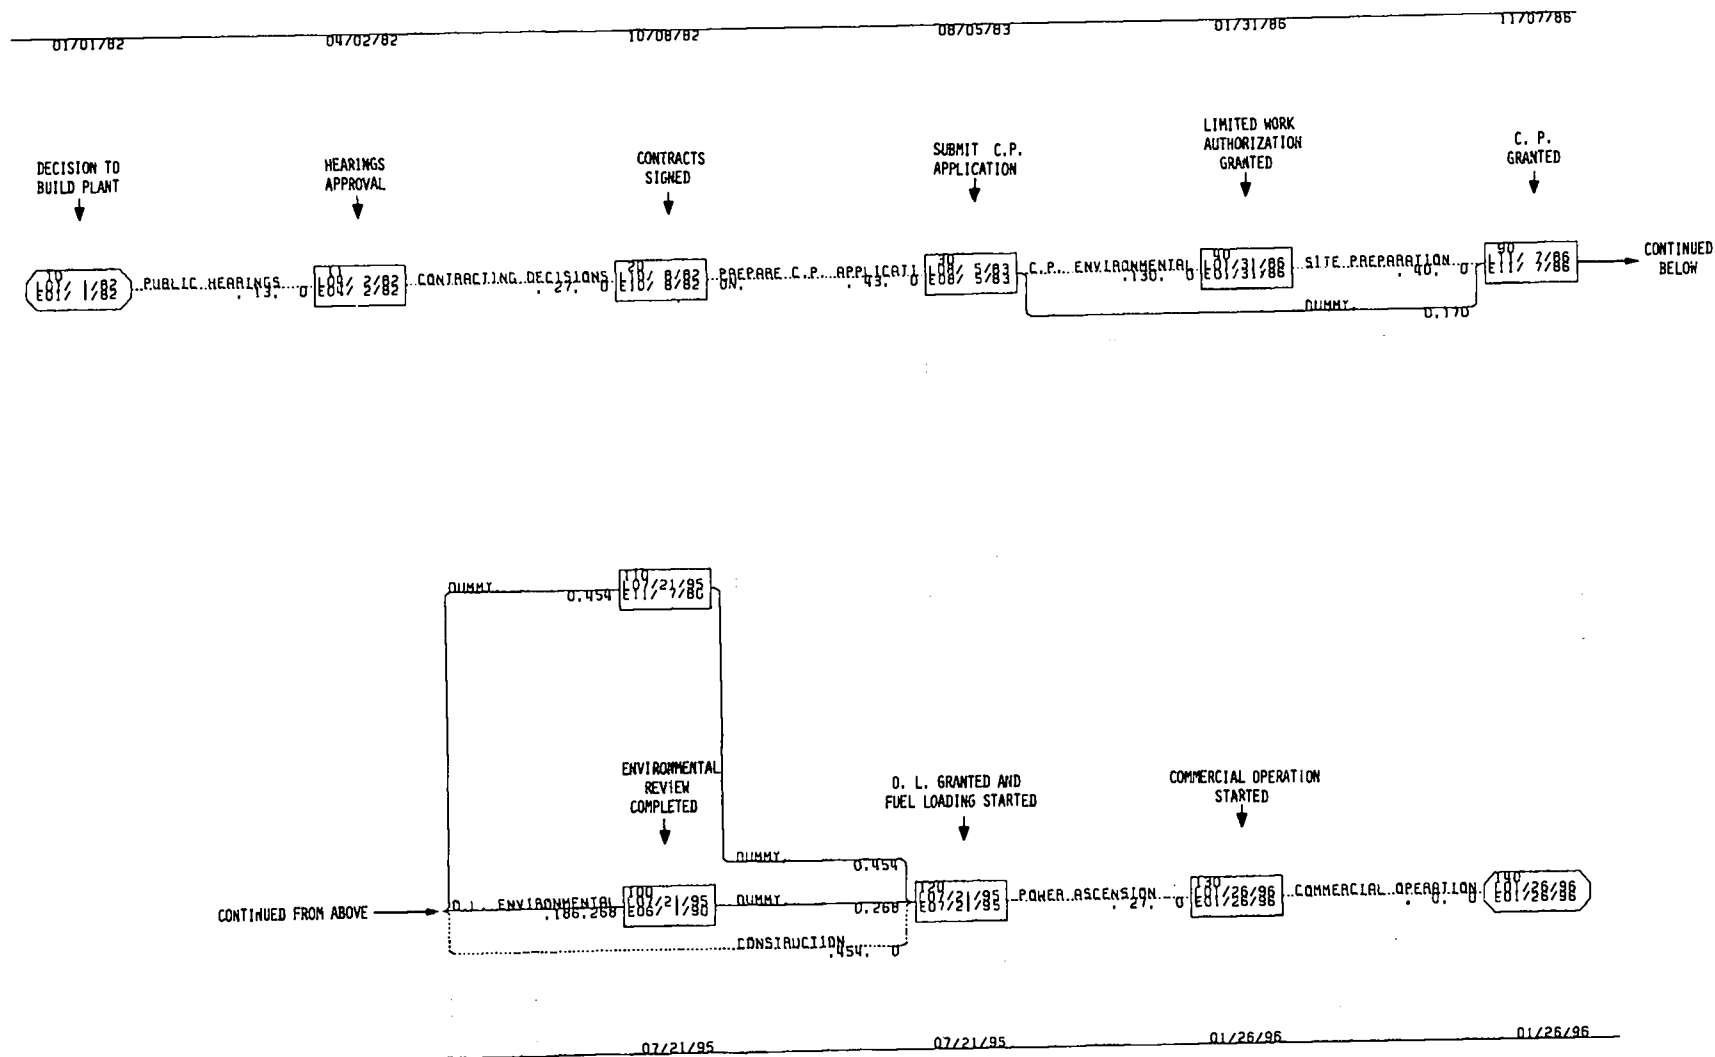 01/01/82 04/02/82 10/08/82 08/05/83 01/31/86 11/07/86
DECISION TO
BUILD PLANT
HEARINGS
APPROVAL
CONTRACTS
SIGNED
SUBMIT C.P.
APPLICATION
LIMITED WORK
AUTHORIZATION
GRANTED
C. P.
GRANTED
10
L01/ 1/82
E01/ 1/82
PUBLIC HEARINGS
. 13. 0
11
L04/ 2/82
E04/ 2/82
CONTRACTING DECISIONS
. 27. 0
20
L10/ 8/82
E10/ 8/82
PREPARE C.P. APPLICATI
ON. . 43. 0
30
L08/ 5/83
E08/ 5/83
C.P. ENVIRONMENTAL
.130. 0
40
L01/31/86
E01/31/86
SITE PREPARATION
. 40. 0
90
L11/ 7/86
E11/ 7/86
CONTINUED
BELOW
DUMMY
0.170
DUMMY
0.454
110
L07/21/95
E11/ 7/86
ENVIRONMENTAL
REVIEW
COMPLETED
O. L. GRANTED AND
FUEL LOADING STARTED
COMMERCIAL OPERATION
STARTED
DUMMY
0.454
CONTINUED FROM ABOVE
O.L. ENVIRONMENTAL
.186.268
100
L07/21/95
E06/ 1/90
DUMMY
0.268
120
L07/21/95
E07/21/95
POWER ASCENSION
. 27. 0
130
L01/26/96
E01/26/96
COMMERCIAL OPERATION
. 0. 0
140
L01/26/96
E01/26/96
CONSTRUCTION
.454. 0
07/21/95 07/21/95 01/26/96 01/26/96